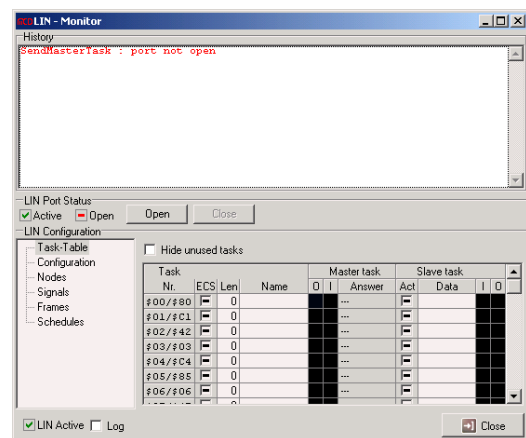 LIN - Monitor
History
SendMasterTask : port not open
LIN Port Status
Active Open Open Close
LIN Configuration
Task-Table
Configuration
Nodes
Signals
Frames
Schedules
Hide unused tasks
Task Master task Slave task
Nr. ECS Len Name O I Answer Act Data I O
$00/$80 0 ---
$01/$C1 0 ---
$02/$42 0 ---
$03/$03 0 ---
$04/$C4 0 ---
$05/$85 0 ---
$06/$06 0 ---
LIN Active Log Close